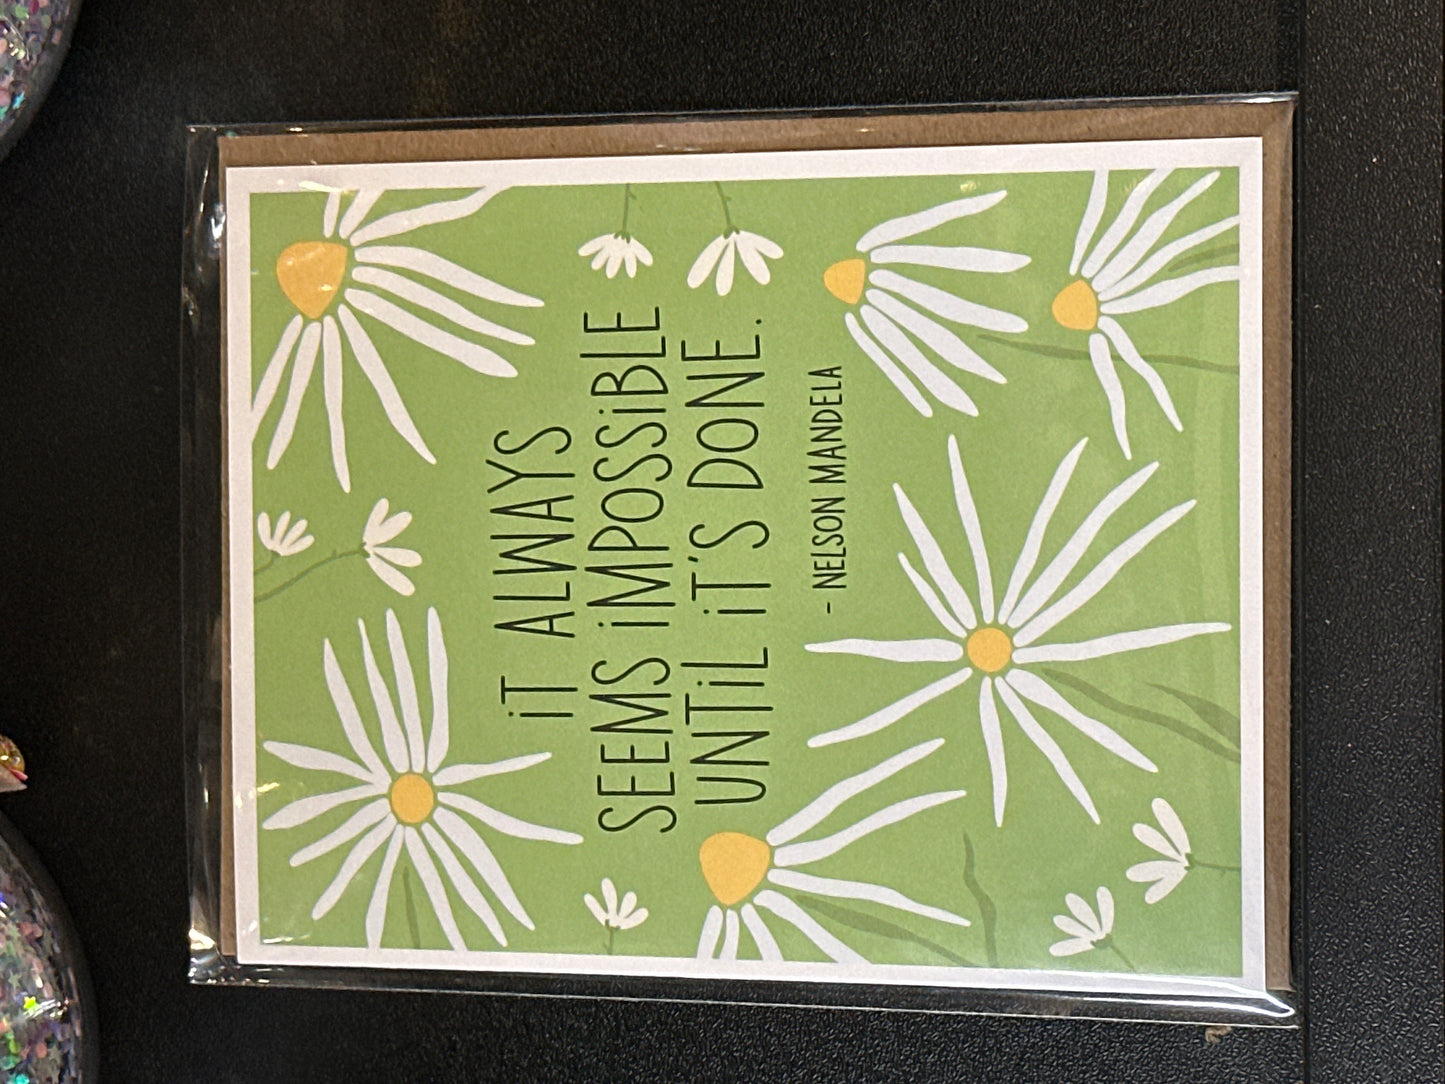 iT ALWAYS
SEEMS iMPOSSiBLE
UNTiL iT'S DONE.
- NELSON MANDELA